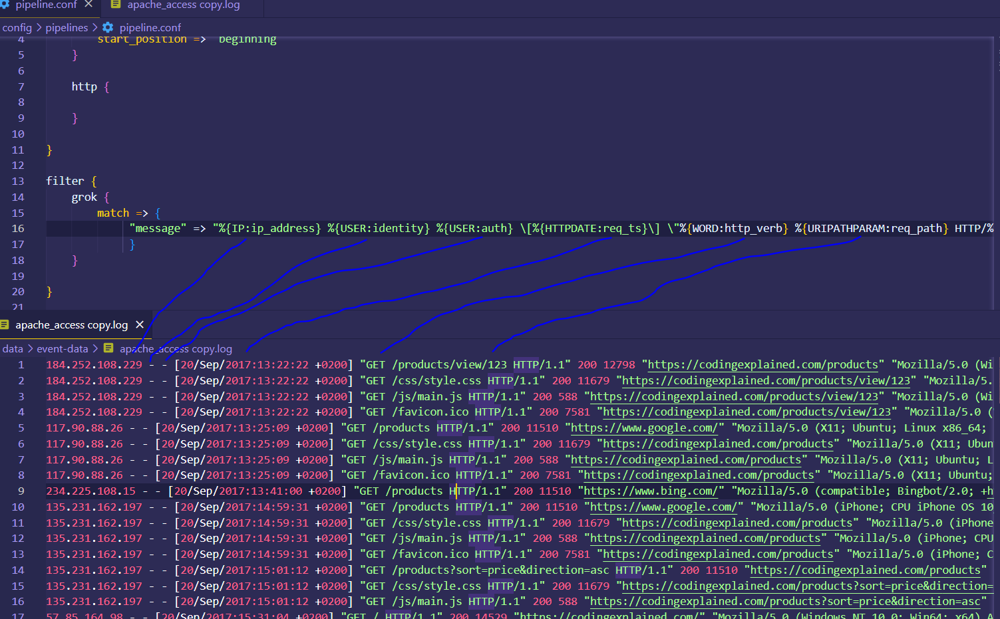 pipeline.conf
apache_access copy.log
config > pipelines > pipeline.conf
4 start_position => beginning
5 }
6
7 http {
8
9 }
10
11 }
12
13 filter {
14 grok {
15 match => {
16 "message" => "%{IP:ip_address} %{USER:identity} %{USER:auth} \[%{HTTPDATE:req_ts}\] \"%{WORD:http_verb} %{URIPATHPARAM:req_path} HTTP/%
17 }
18 }
19
20 }
21
apache_access copy.log
data > event-data > apache_access copy.log
1 184.252.108.229 - - [20/Sep/2017:13:22:22 +0200] "GET /products/view/123 HTTP/1.1" 200 12798 "https://codingexplained.com/products" "Mozilla/5.0 (Wi
2 184.252.108.229 - - [20/Sep/2017:13:22:22 +0200] "GET /css/style.css HTTP/1.1" 200 11679 "https://codingexplained.com/products/view/123" "Mozilla/5.
3 184.252.108.229 - - [20/Sep/2017:13:22:22 +0200] "GET /js/main.js HTTP/1.1" 200 588 "https://codingexplained.com/products/view/123" "Mozilla/5.0 (Wi
4 184.252.108.229 - - [20/Sep/2017:13:22:22 +0200] "GET /favicon.ico HTTP/1.1" 200 7581 "https://codingexplained.com/products/view/123" "Mozilla/5.0 (
5 117.90.88.26 - - [20/Sep/2017:13:25:09 +0200] "GET /products HTTP/1.1" 200 11510 "https://www.google.com/" "Mozilla/5.0 (X11; Ubuntu; Linux x86_64;
6 117.90.88.26 - - [20/Sep/2017:13:25:09 +0200] "GET /css/style.css HTTP/1.1" 200 11679 "https://codingexplained.com/products" "Mozilla/5.0 (X11; Ubun
7 117.90.88.26 - - [20/Sep/2017:13:25:09 +0200] "GET /js/main.js HTTP/1.1" 200 588 "https://codingexplained.com/products" "Mozilla/5.0 (X11; Ubuntu; L
8 117.90.88.26 - - [20/Sep/2017:13:25:09 +0200] "GET /favicon.ico HTTP/1.1" 200 7581 "https://codingexplained.com/products" "Mozilla/5.0 (X11; Ubuntu;
9 234.225.108.15 - - [20/Sep/2017:13:41:00 +0200] "GET /products HTTP/1.1" 200 11510 "https://www.bing.com/" "Mozilla/5.0 (compatible; Bingbot/2.0; +h
10 135.231.162.197 - - [20/Sep/2017:14:59:31 +0200] "GET /products HTTP/1.1" 200 11510 "https://www.google.com/" "Mozilla/5.0 (iPhone; CPU iPhone OS 10
11 135.231.162.197 - - [20/Sep/2017:14:59:31 +0200] "GET /css/style.css HTTP/1.1" 200 11679 "https://codingexplained.com/products" "Mozilla/5.0 (iPhone
12 135.231.162.197 - - [20/Sep/2017:14:59:31 +0200] "GET /js/main.js HTTP/1.1" 200 588 "https://codingexplained.com/products" "Mozilla/5.0 (iPhone; CPU
13 135.231.162.197 - - [20/Sep/2017:14:59:31 +0200] "GET /favicon.ico HTTP/1.1" 200 7581 "https://codingexplained.com/products" "Mozilla/5.0 (iPhone; C
14 135.231.162.197 - - [20/Sep/2017:15:01:12 +0200] "GET /products?sort=price&direction=asc HTTP/1.1" 200 11510 "https://codingexplained.com/products"
15 135.231.162.197 - - [20/Sep/2017:15:01:12 +0200] "GET /css/style.css HTTP/1.1" 200 11679 "https://codingexplained.com/products?sort=price&direction=
16 135.231.162.197 - - [20/Sep/2017:15:01:12 +0200] "GET /js/main.js HTTP/1.1" 200 588 "https://codingexplained.com/products?sort=price&direction=asc"
17 57.85.164.98 - - [20/Sep/2017:15:31:04 +0200] "GET / HTTP/1.1" 200 14529 "https://codingexplained.com/" "Mozilla/5.0 (Windows NT 10.0; Win64; x64) A